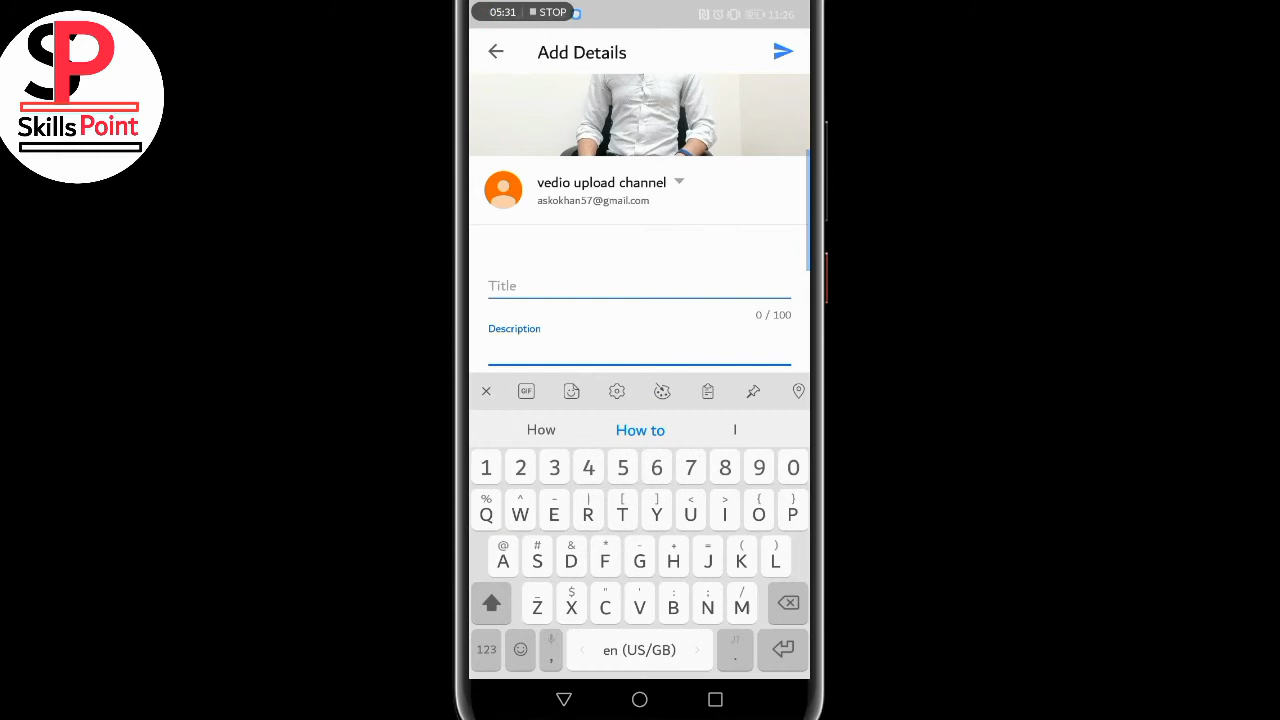 SP
Skills Point
05:31 STOP 11:26
Add Details
vedio upload channel
askokhan57@gmail.com
Title
0 / 100
Description
GIF
How How to I
1 2 3 4 5 6 7 8 9 0
% ^ ~ | [ ] < > { }
Q W E R T Y U I O P
@ # & * - + = ( )
A S D F G H J K L
_ $ " ' : ; /
Z X C V B N M
123 , en (US/GB) .